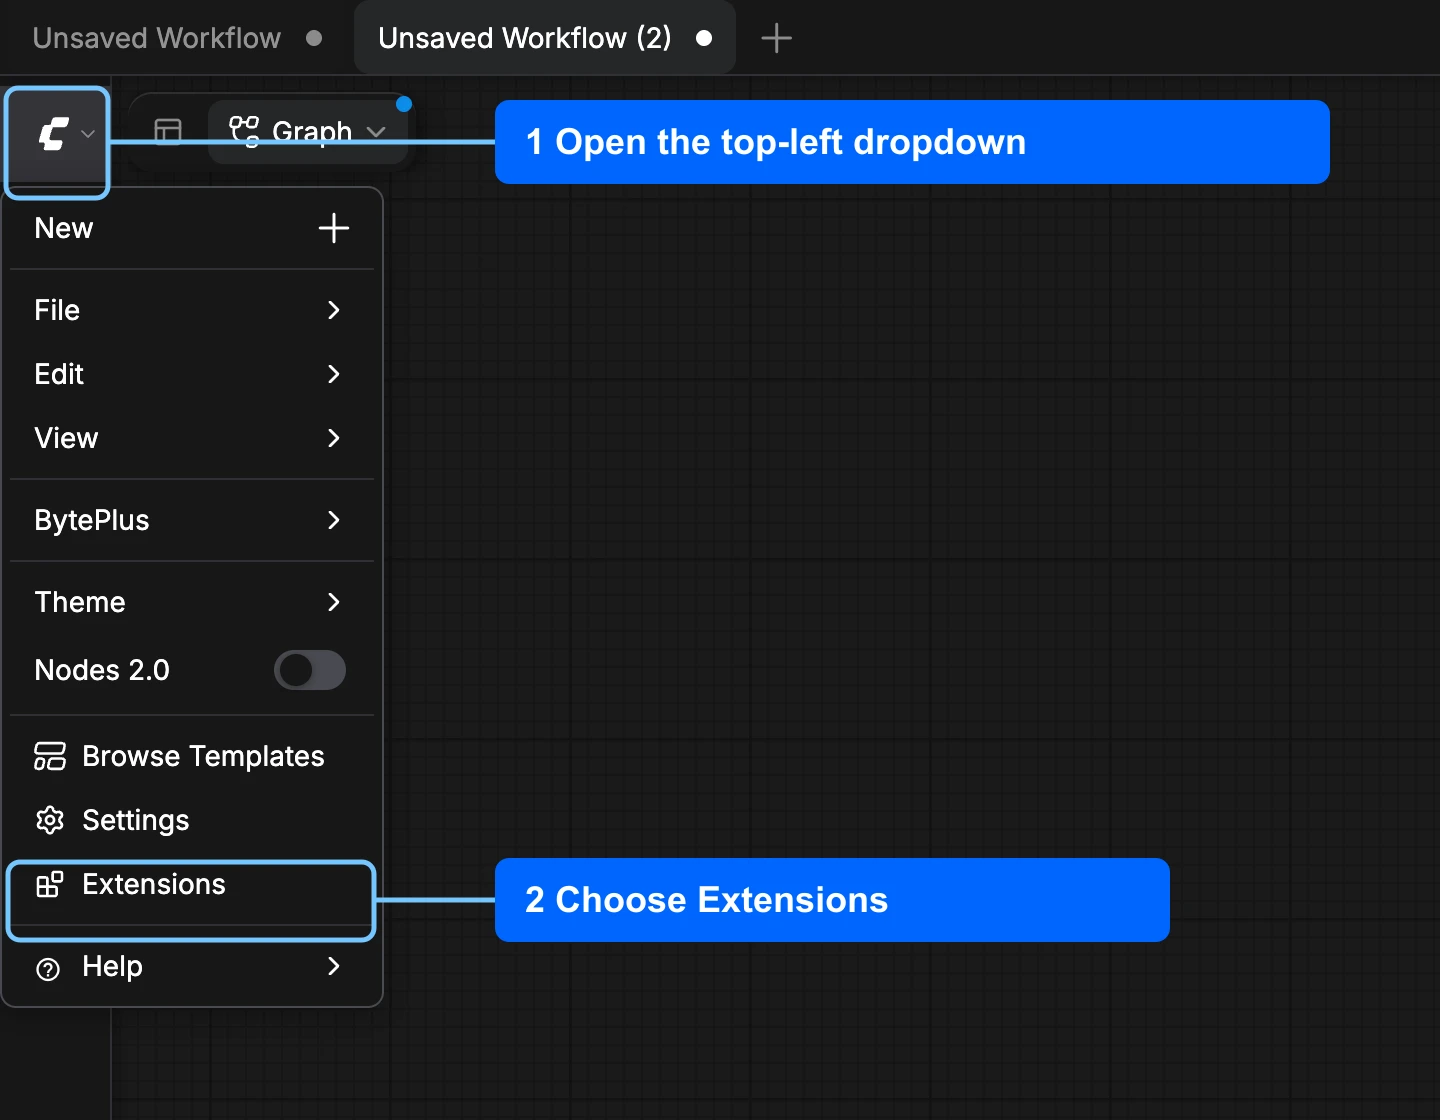 Unsaved Workflow
Unsaved Workflow (2)
Graph
1 Open the top-left dropdown
New
File
Edit
View
BytePlus
Theme
Nodes 2.0
Browse Templates
Settings
Extensions
2 Choose Extensions
Help